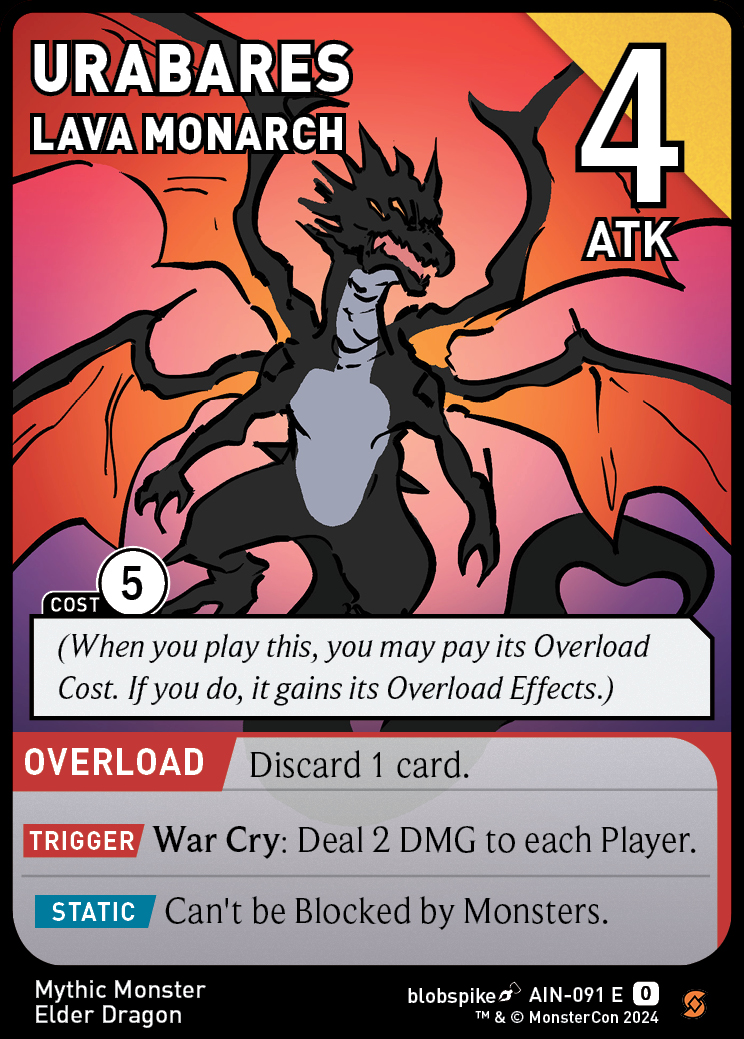 URABARES
LAVA MONARCH
4
ATK
COST 5
(When you play this, you may pay its Overload
Cost. If you do, it gains its Overload Effects.)
OVERLOAD Discard 1 card.
TRIGGER War Cry: Deal 2 DMG to each Player.
STATIC Can't be Blocked by Monsters.
Mythic Monster
Elder Dragon
blobspike AIN-091 E 0
™ & © MonsterCon 2024